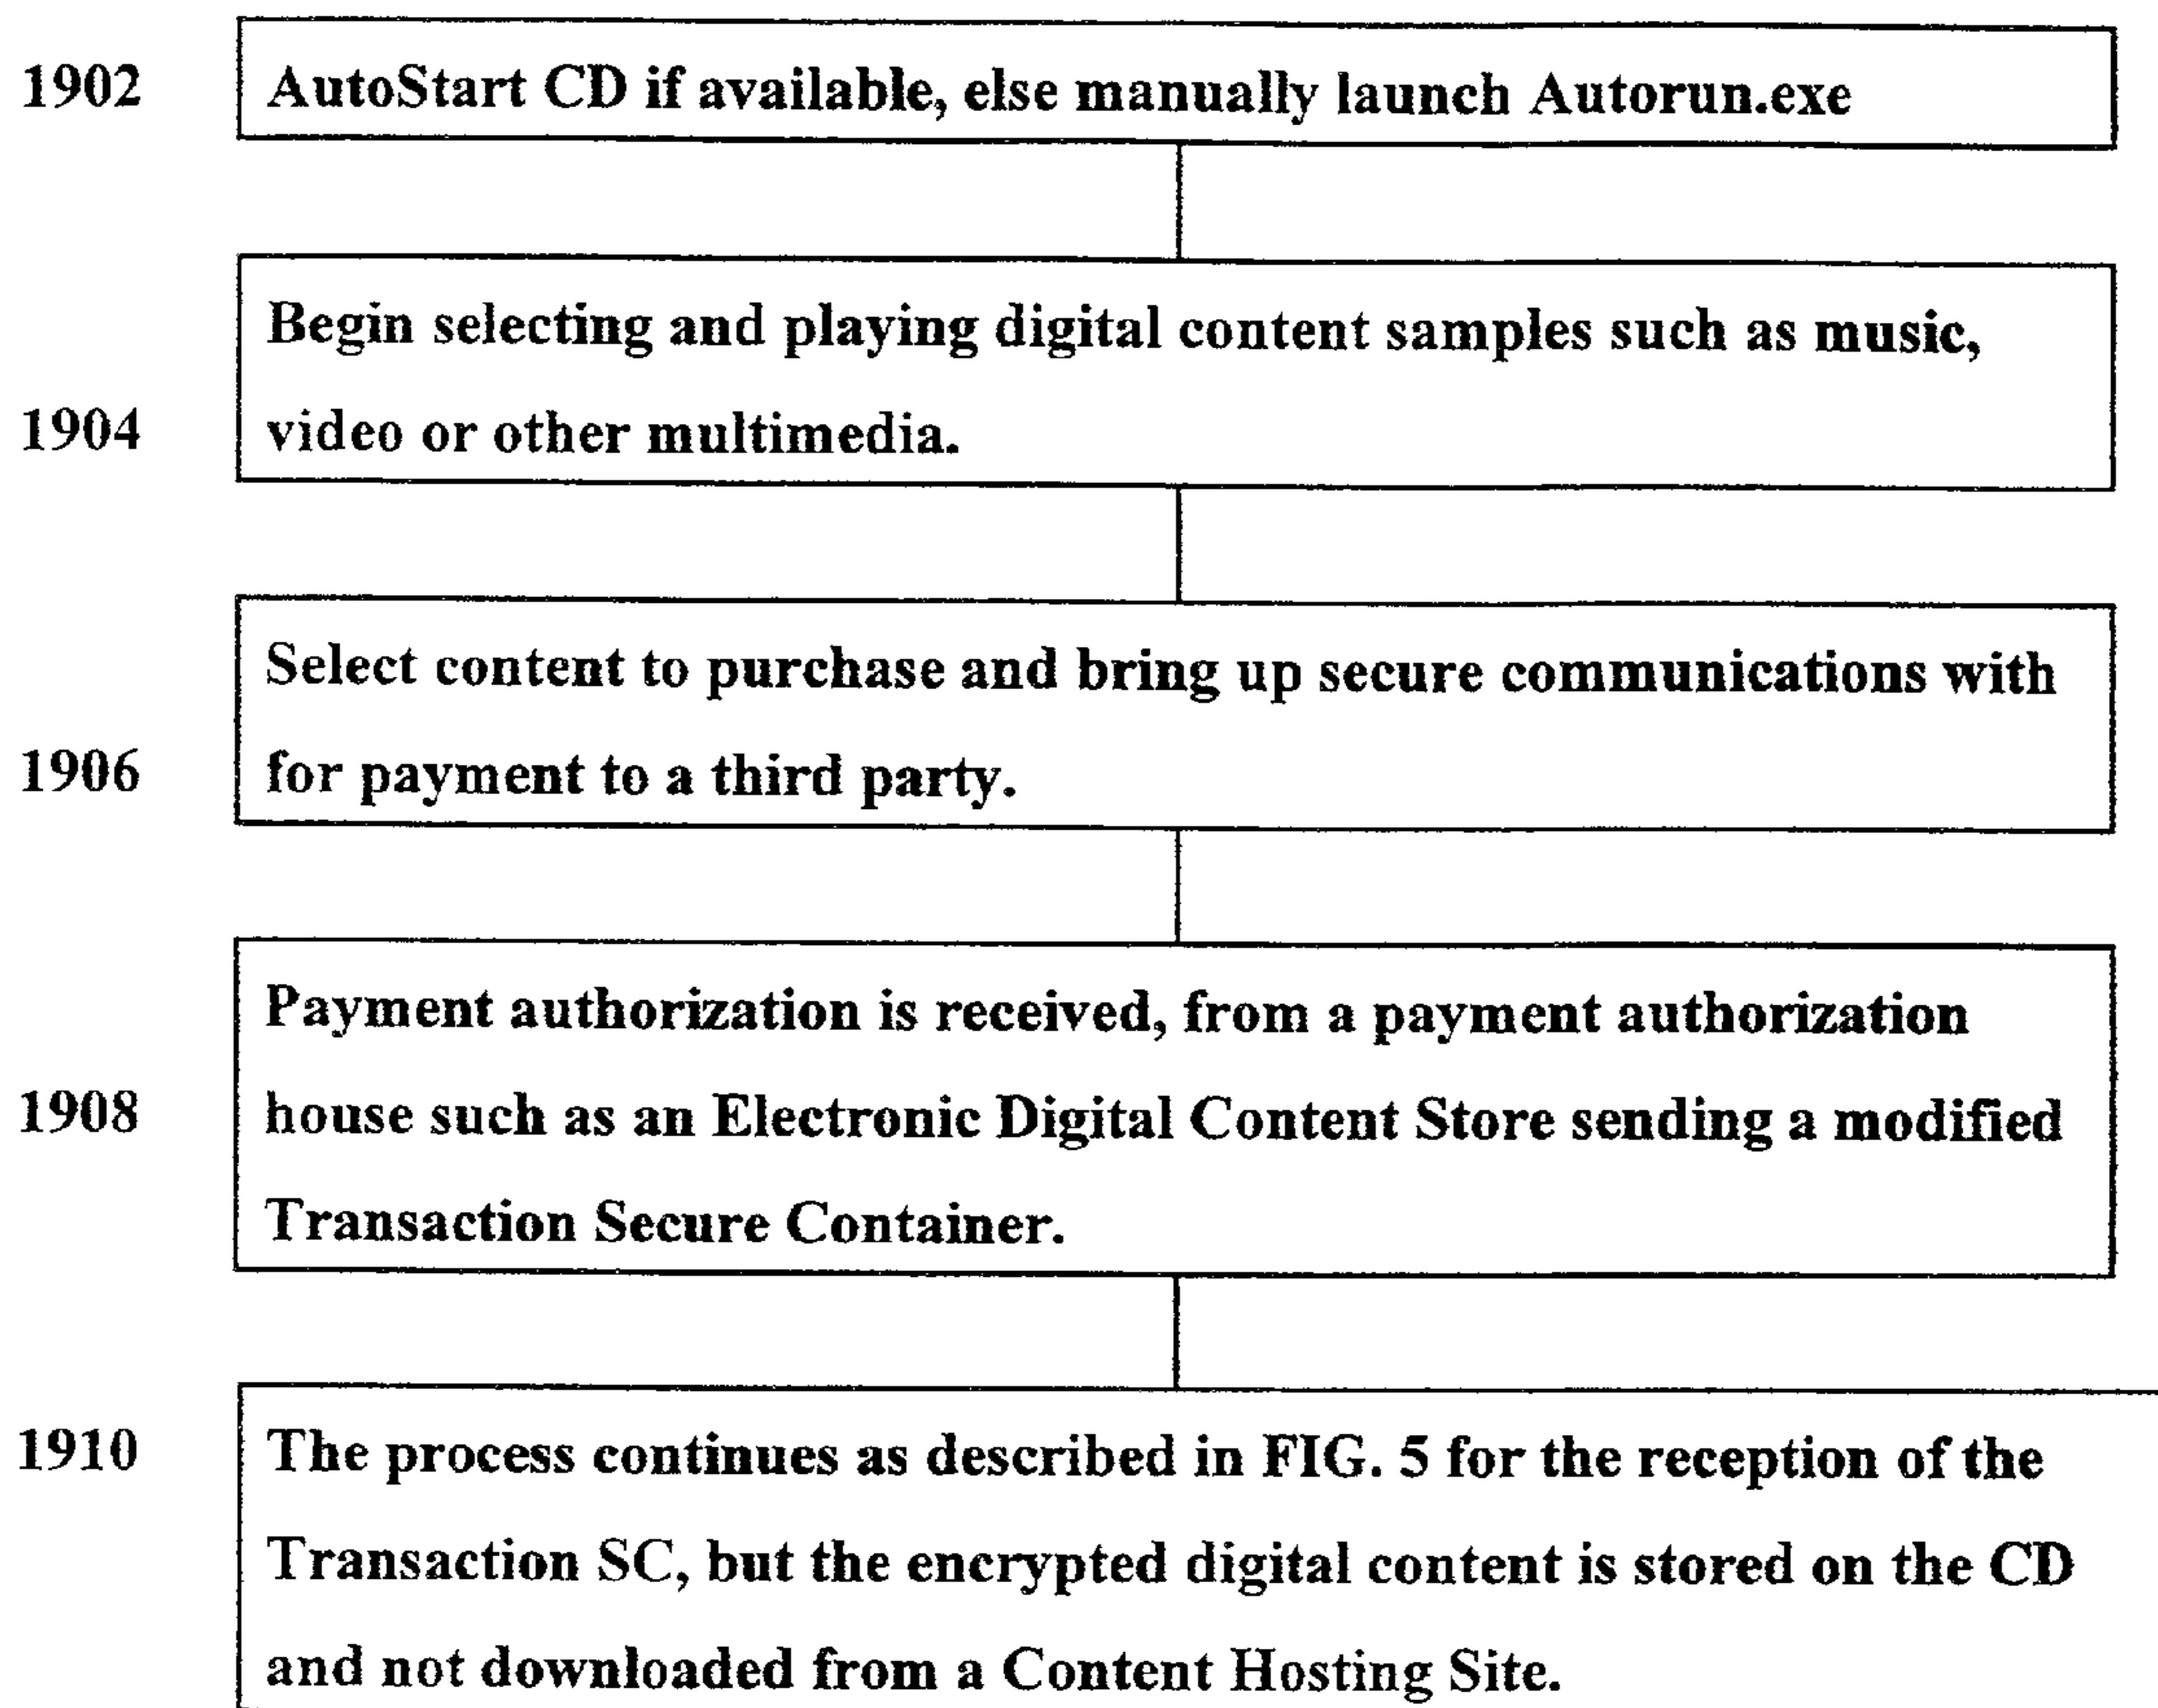 1902
AutoStart CD if available, else manually launch Autorun.exe
Begin selecting and playing digital content samples such as music,
1904
video or other multimedia.
Select content to purchase and bring up secure communications with
1906
for payment to a third party.
Payment authorization is received, from a payment authorization
1908
house such as an Electronic Digital Content Store sending a modified
Transaction Secure Container.
1910
The process continues as described in FIG. 5 for the reception of the
Transaction SC, but the encrypted digital content is stored on the CD
and not downloaded from a Content Hosting Site.